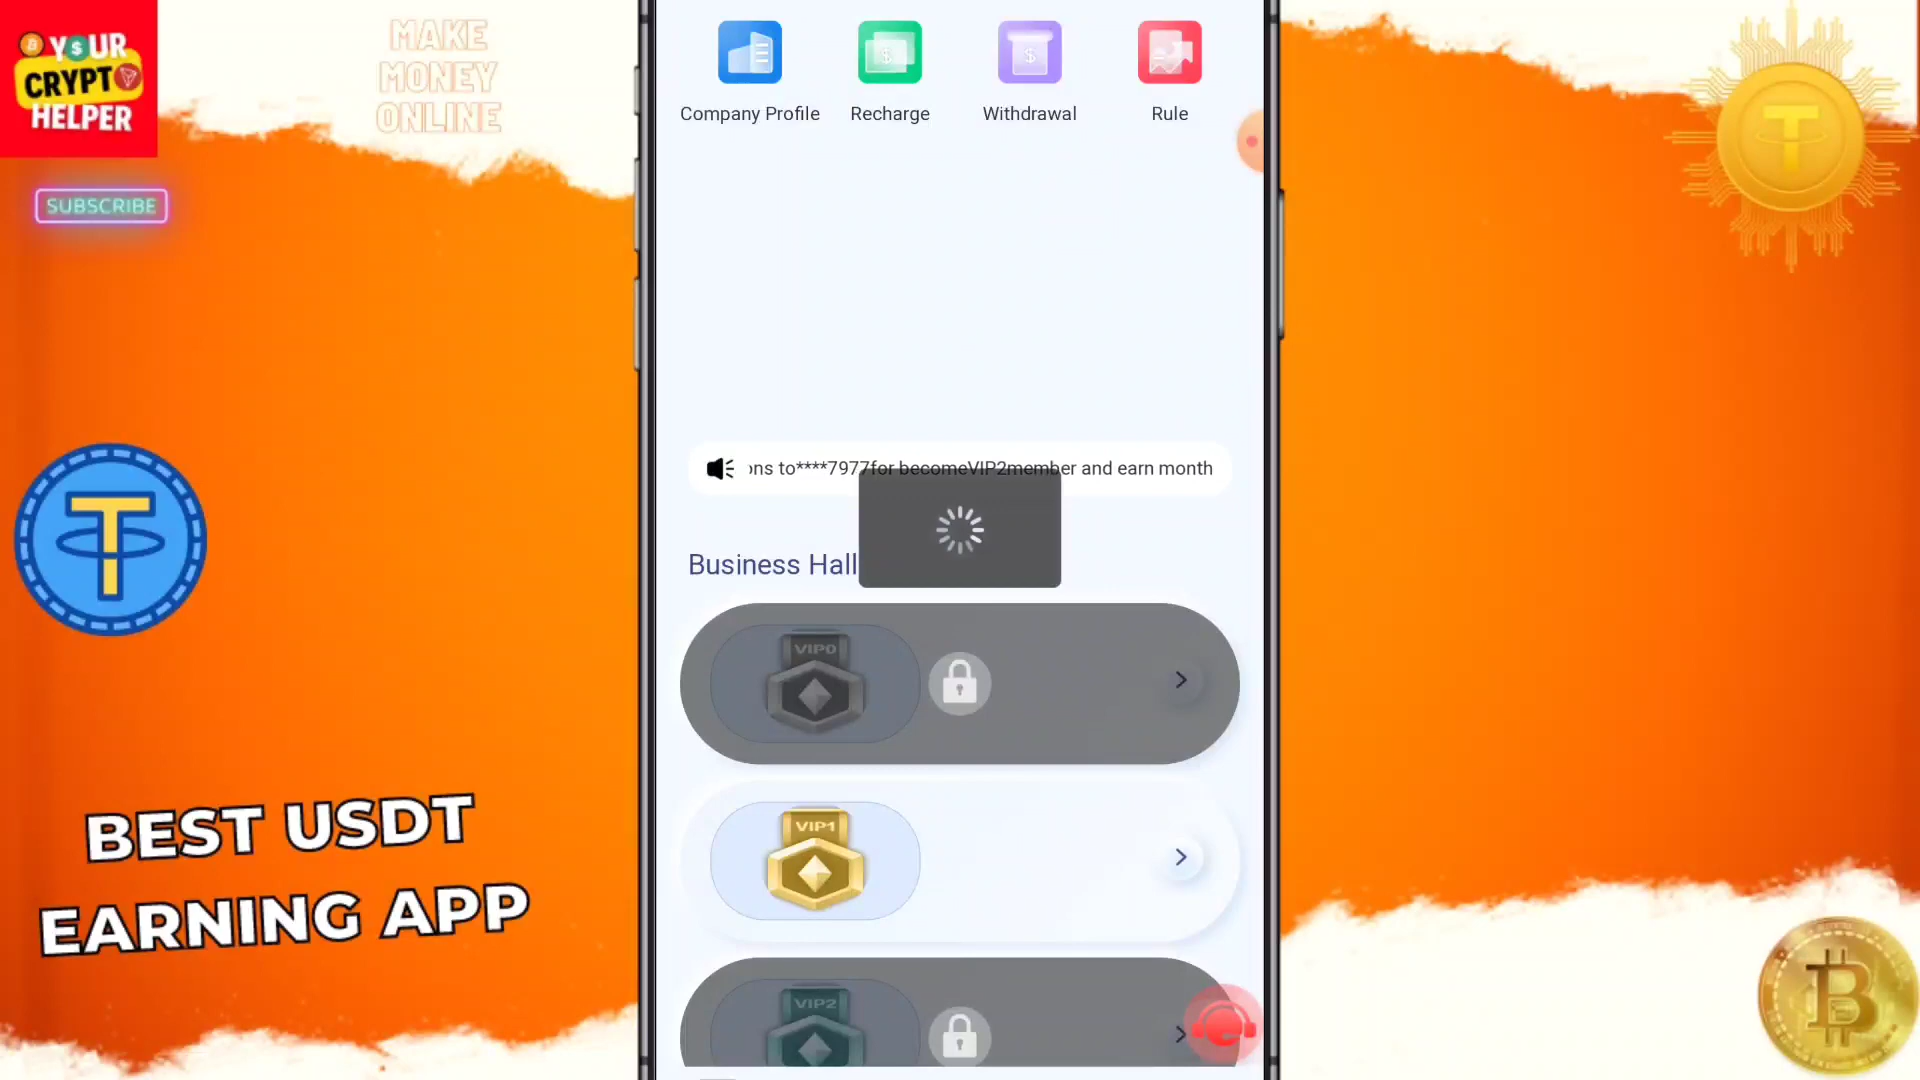 YOUR
CRYPTO
HELPER
MAKE
MONEY
ONLINE
SUBSCRIBE
Company Profile
Recharge
Withdrawal
Rule
ns to****7977for becomeVIP2member and earn month
Business Hall
VIP0
VIP1
VIP2
BEST USDT
EARNING APP